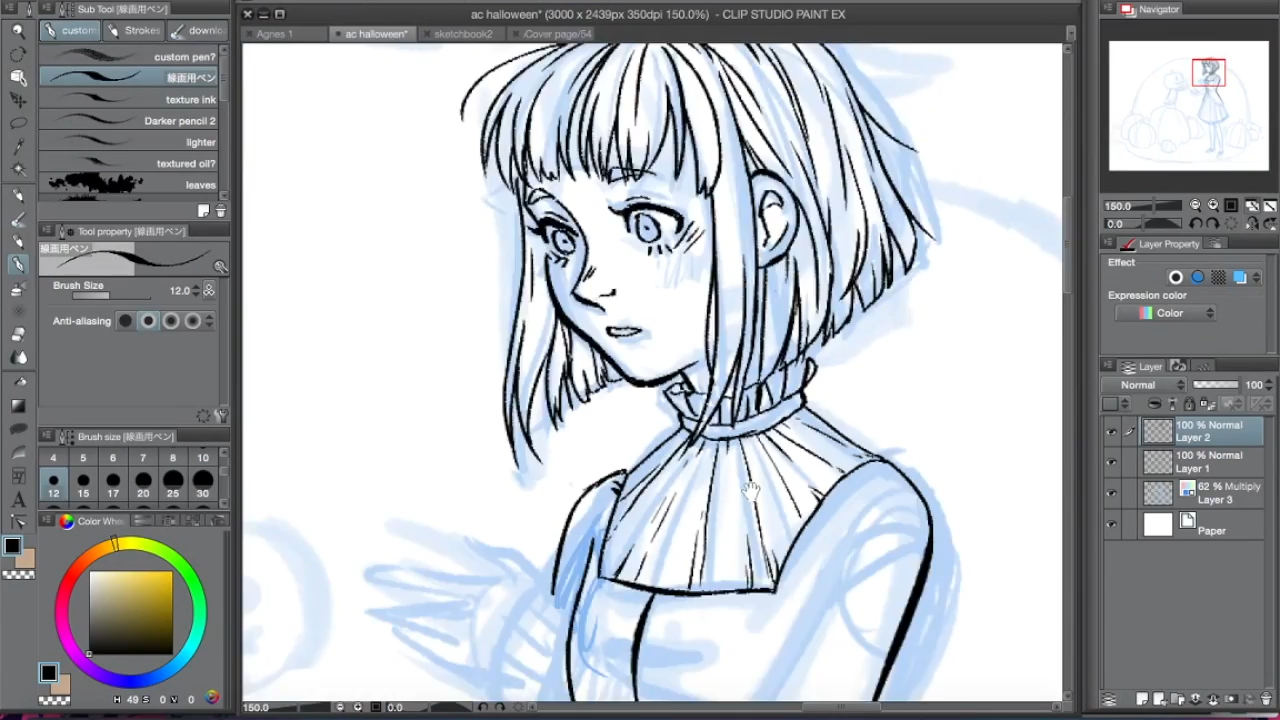 Sub Tool [線画用ペン]
ac halloween* (3000 x 2439px 350dpi 150.0%) - CLIP STUDIO PAINT EX
Navigator
custom
Strokes
downlo
Agnes 1
ac halloween*
sketchbook2
Cover page/54
custom pen?
線画用ペン
texture ink
Darker pencil 2
lighter
textured oil?
leaves
Tool property [線画用ペン]
線画用ペン
Brush Size
12.0
Anti-aliasing
Brush size [線画用ペン]
4 5 6 7 8 10
12 15 17 20 25 30
Color Whe
H 49 S 0 V 0
150.0
0.0
150.0
0.0
Layer Property
Effect
Expression color
Color
Layer
Normal
100
100 % Normal
Layer 2
100 % Normal
Layer 1
62 % Multiply
Layer 3
Paper